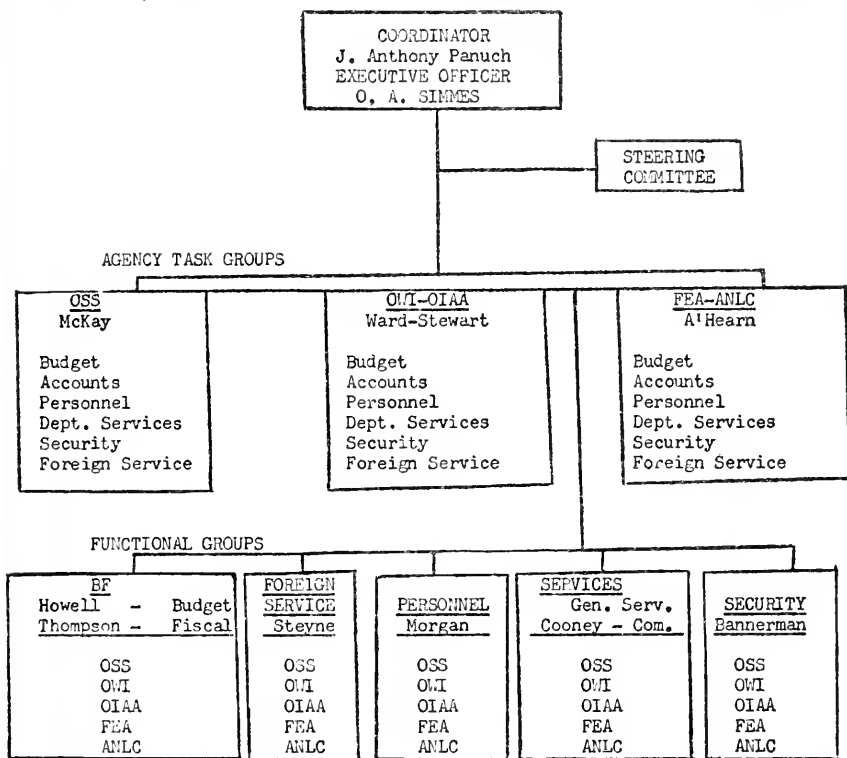 COORDINATOR
J. Anthony Panuch
EXECUTIVE OFFICER
O. A. SIMMES
STEERING
COMMITTEE
AGENCY TASK GROUPS
OSS
McKay
Budget
Accounts
Personnel
Dept. Services
Security
Foreign Service
OWI-OIAA
Ward-Stewart
Budget
Accounts
Personnel
Dept. Services
Security
Foreign Service
FEA-ANLC
A'Hearn
Budget
Accounts
Personnel
Dept. Services
Security
Foreign Service
FUNCTIONAL GROUPS
BF
Howell - Budget
Thompson - Fiscal
OSS
OWI
OIAA
FEA
ANLC
FOREIGN
SERVICE
Steyne
OSS
OWI
OIAA
FEA
ANLC
PERSONNEL
Morgan
OSS
OWI
OIAA
FEA
ANLC
SERVICES
Gen. Serv.
Cooney - Com.
OSS
OWI
OIAA
FEA
ANLC
SECURITY
Bannerman
OSS
OWI
OIAA
FEA
ANLC